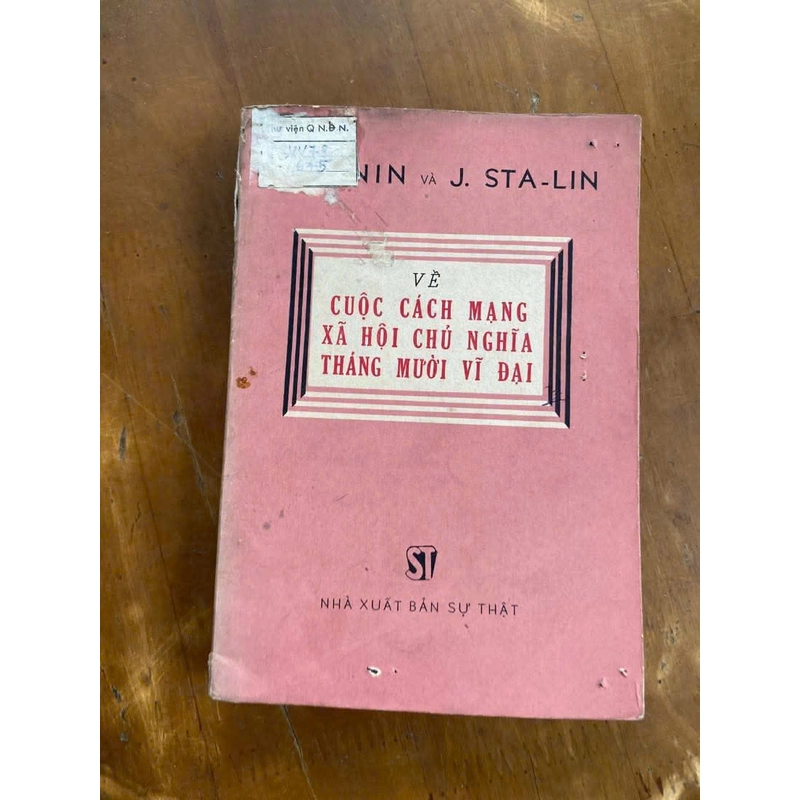 viện Q N.Đ N.
NIN VÀ J. STA-LIN
VỀ
CUỘC CÁCH MẠNG
XÃ HỘI CHỦ NGHĨA
THÁNG MƯỜI VĨ ĐẠI
ST
NHÀ XUẤT BẢN SỰ THẬT